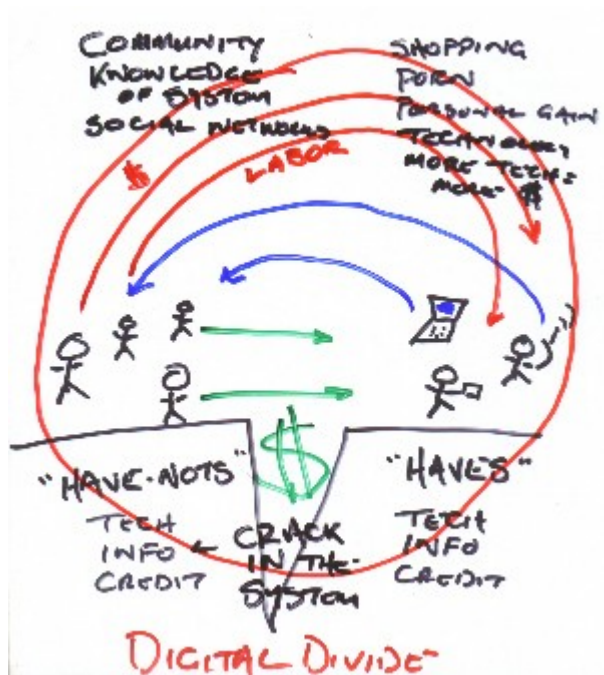 COMMUNITY
KNOWLEDGE
OF SYSTEM
SOCIAL NETWORKS
SHOPPING
PORN
PERSONAL GAIN
TECHNOLOGY
MORE TECH =
MORE $
$
LABOR
$
"HAVE-NOTS"
TECH
INFO
CREDIT
CRACK
IN THE
SYSTEM
"HAVES"
TECH
INFO
CREDIT
DIGITAL DIVIDE